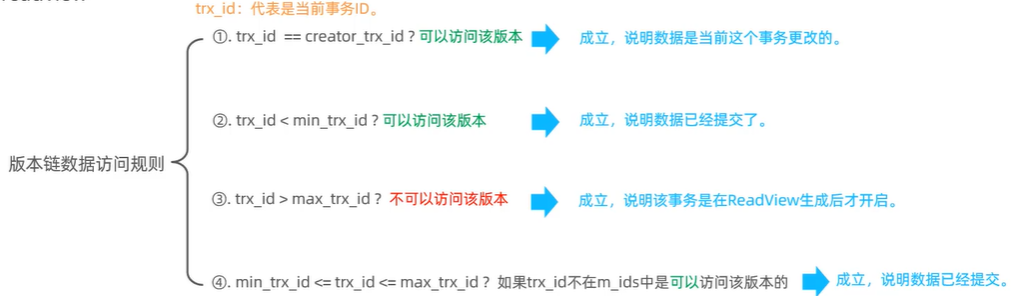 trx_id：代表是当前事务ID。
①. trx_id == creator_trx_id ? 可以访问该版本 成立，说明数据是当前这个事务更改的。
②. trx_id < min_trx_id ? 可以访问该版本 成立，说明数据已经提交了。
版本链数据访问规则
③. trx_id > max_trx_id ? 不可以访问该版本 成立，说明该事务是在ReadView生成后才开启。
④. min_trx_id <= trx_id <= max_trx_id ? 如果trx_id不在m_ids中是可以访问该版本的 成立，说明数据已经提交。